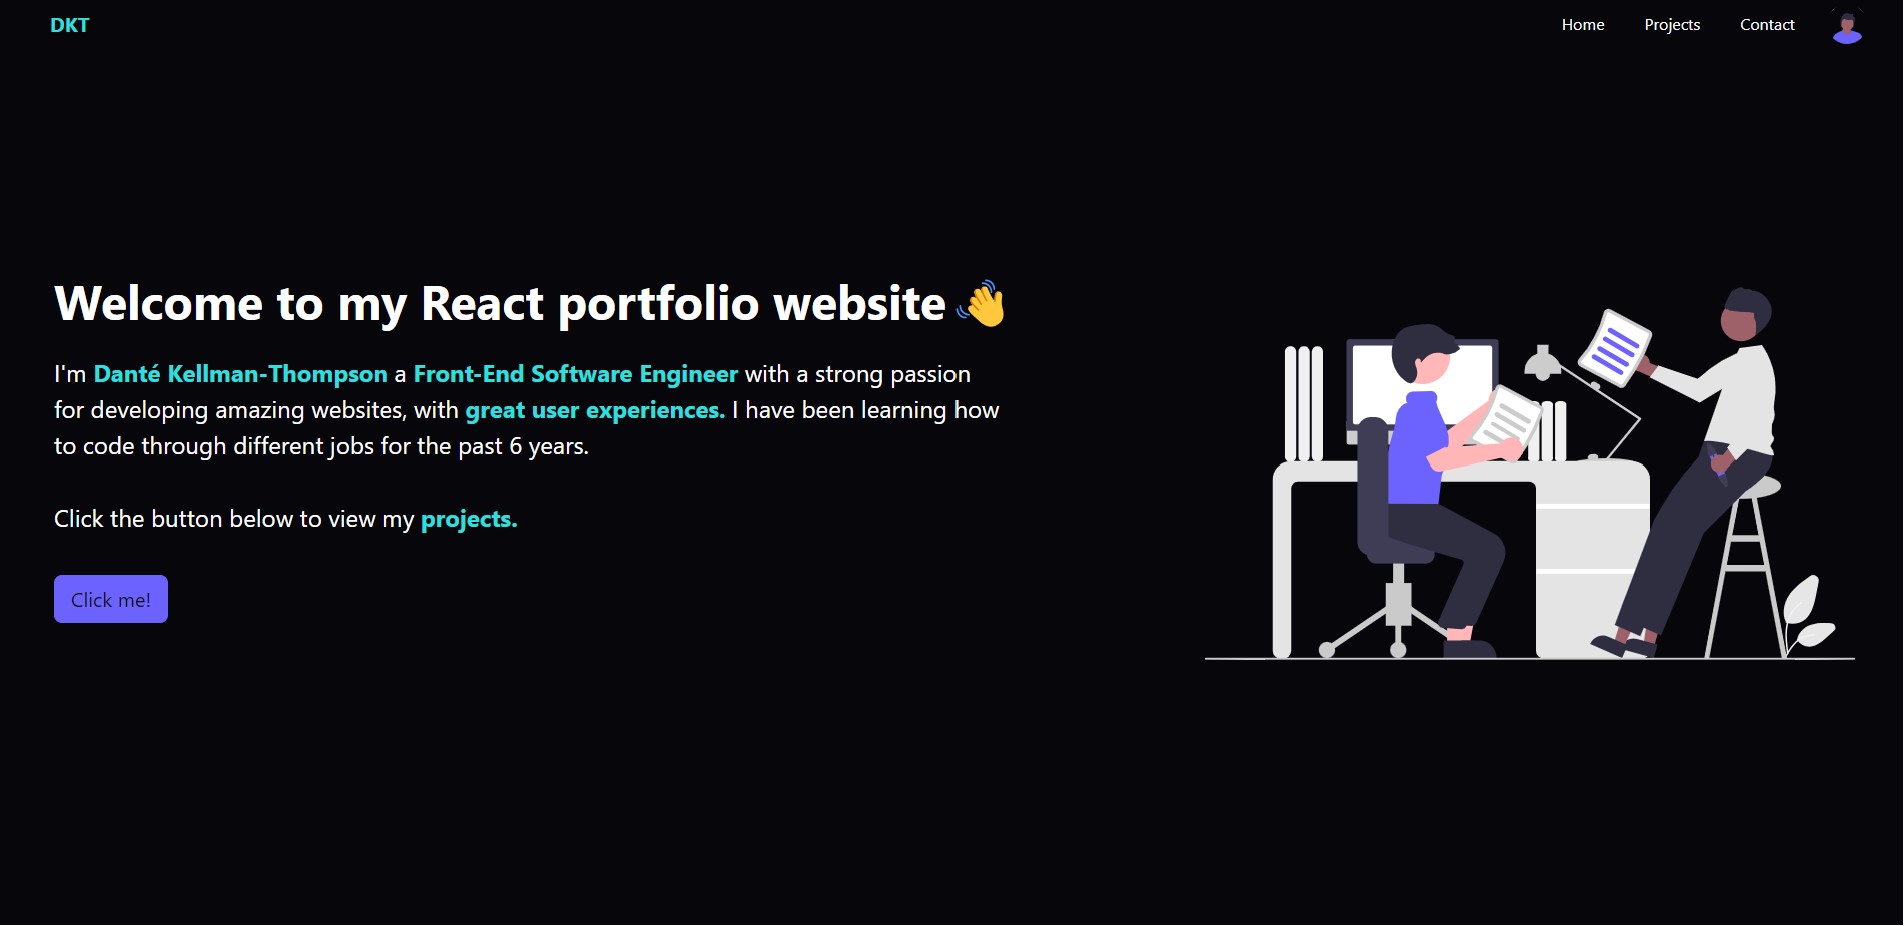 DKT
Home Projects Contact
Welcome to my React portfolio website 👋
I'm Danté Kellman-Thompson a Front-End Software Engineer with a strong passion
for developing amazing websites, with great user experiences. I have been learning how
to code through different jobs for the past 6 years.
Click the button below to view my projects.
Click me!